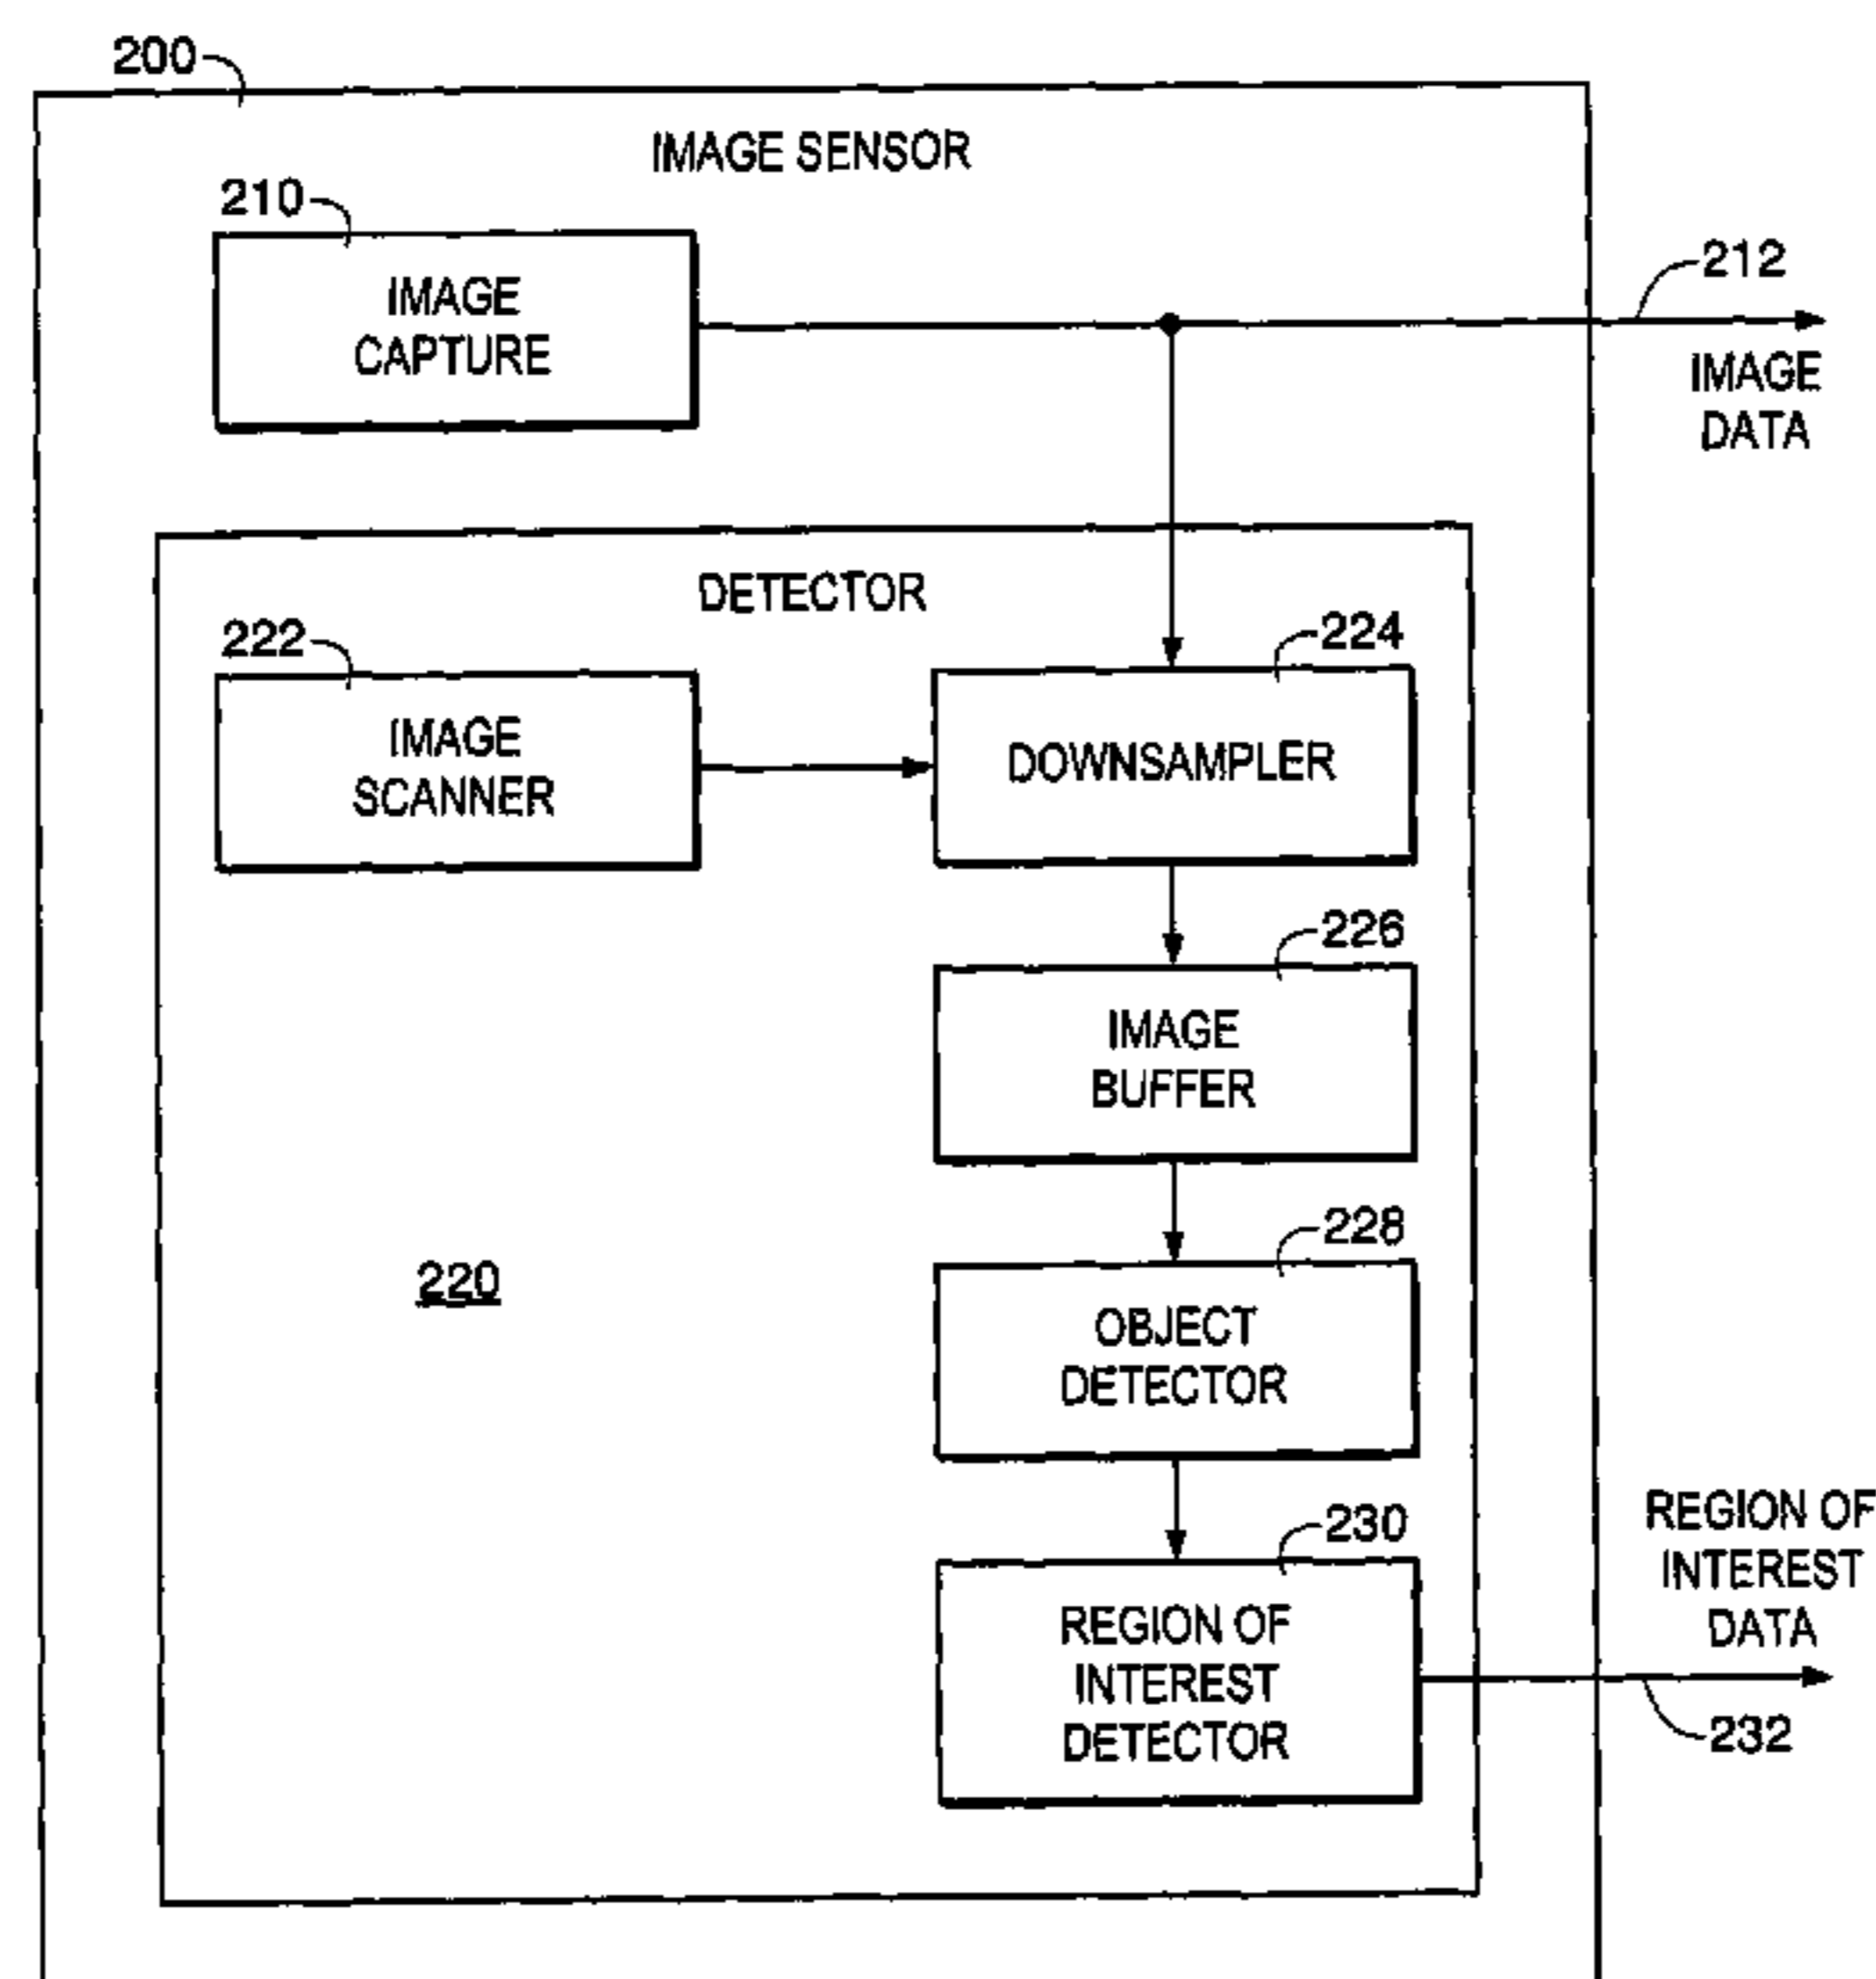 200
IMAGE SENSOR
210
IMAGE
CAPTURE
212
IMAGE
DATA
DETECTOR
222
IMAGE
SCANNER
224
DOWNSAMPLER
226
IMAGE
BUFFER
228
OBJECT
DETECTOR
220
230
REGION OF
INTEREST
DETECTOR
REGION OF
INTEREST
DATA
232